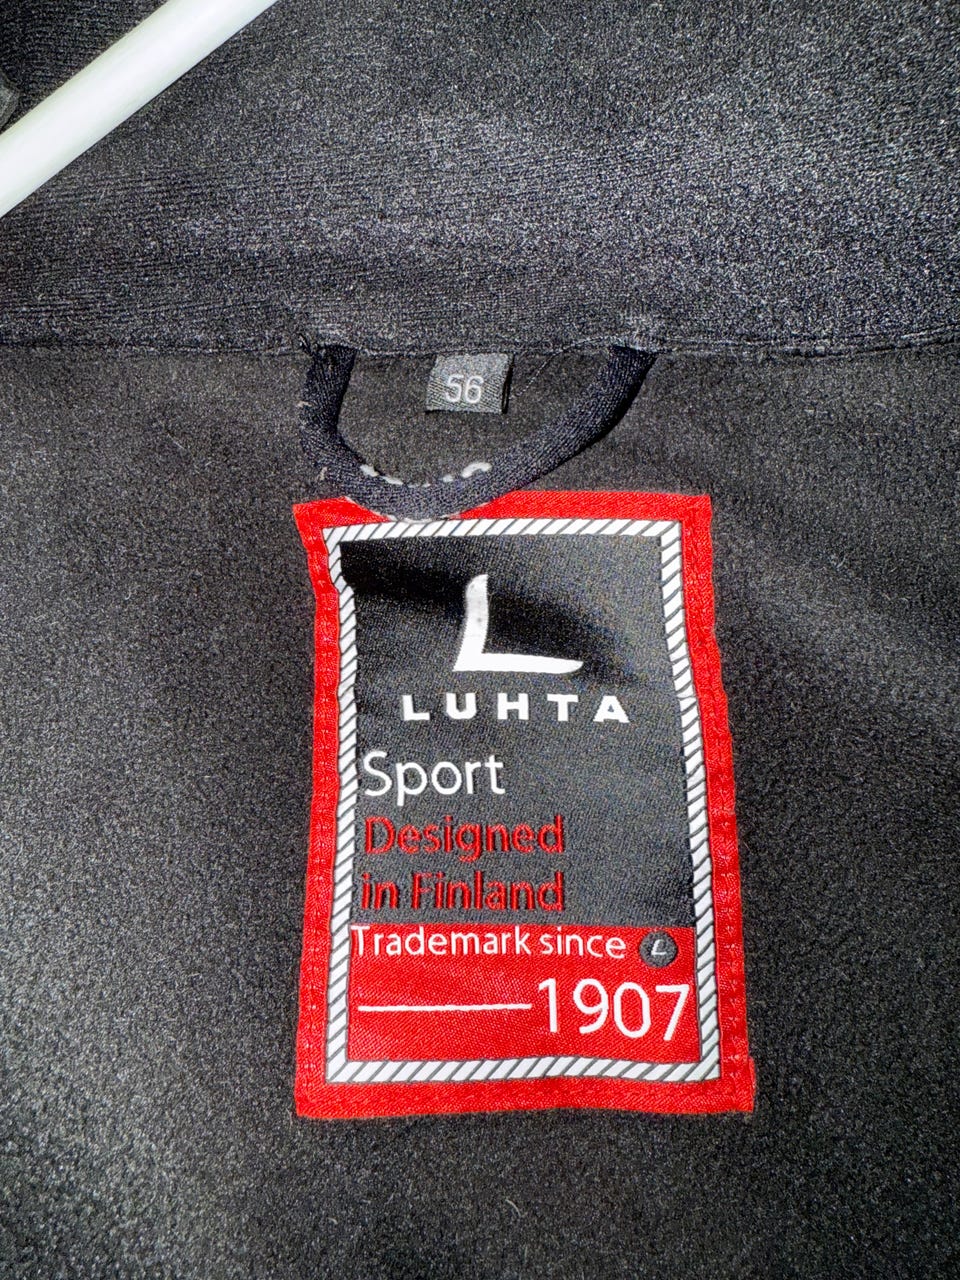 56
L
LUHTA
Sport
Designed
in Finland
Trademark since L
1907